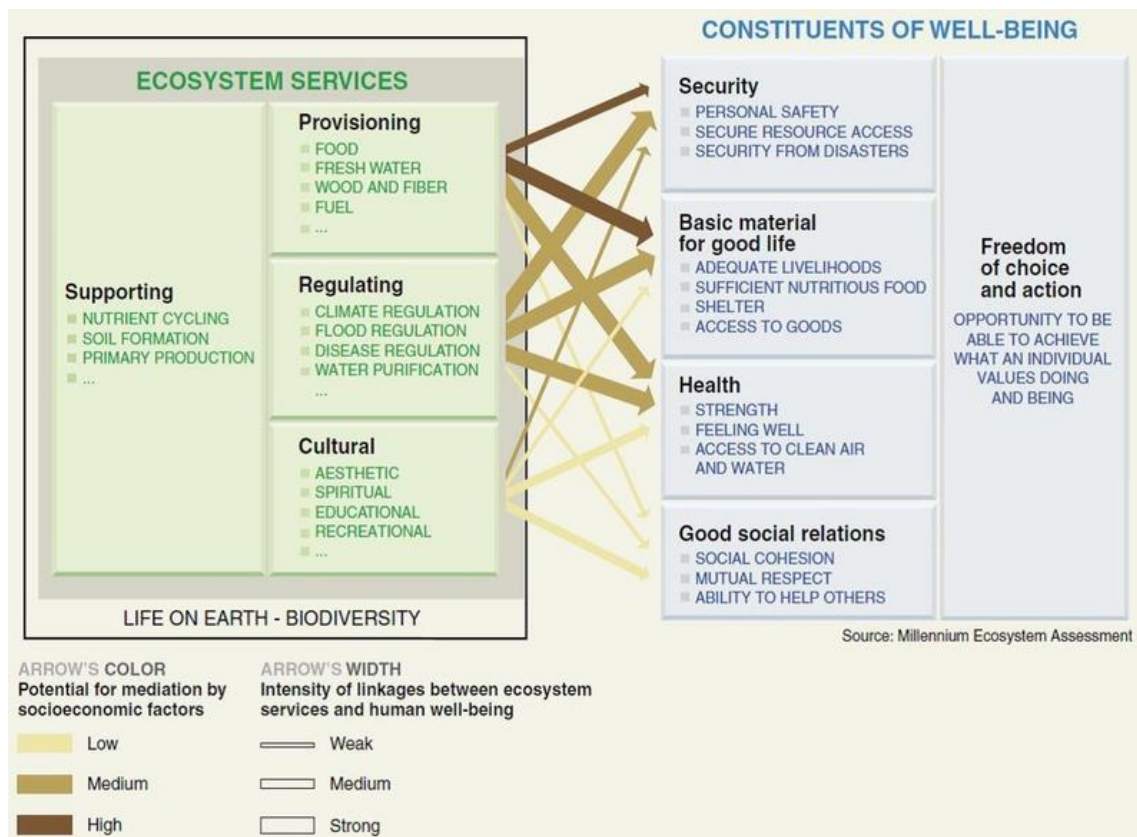 CONSTITUENTS OF WELL-BEING
ECOSYSTEM SERVICES
Supporting
NUTRIENT CYCLING
SOIL FORMATION
PRIMARY PRODUCTION
...
Provisioning
FOOD
FRESH WATER
WOOD AND FIBER
FUEL
...
Regulating
CLIMATE REGULATION
FLOOD REGULATION
DISEASE REGULATION
WATER PURIFICATION
...
Cultural
AESTHETIC
SPIRITUAL
EDUCATIONAL
RECREATIONAL
...
LIFE ON EARTH - BIODIVERSITY
Security
PERSONAL SAFETY
SECURE RESOURCE ACCESS
SECURITY FROM DISASTERS
Basic material
for good life
ADEQUATE LIVELIHOODS
SUFFICIENT NUTRITIOUS FOOD
SHELTER
ACCESS TO GOODS
Health
STRENGTH
FEELING WELL
ACCESS TO CLEAN AIR
AND WATER
Good social relations
SOCIAL COHESION
MUTUAL RESPECT
ABILITY TO HELP OTHERS
Freedom
of choice
and action
OPPORTUNITY TO BE
ABLE TO ACHIEVE
WHAT AN INDIVIDUAL
VALUES DOING
AND BEING
Source: Millennium Ecosystem Assessment
ARROW'S COLOR
Potential for mediation by
socioeconomic factors
Low
Medium
High
ARROW'S WIDTH
Intensity of linkages between ecosystem
services and human well-being
Weak
Medium
Strong